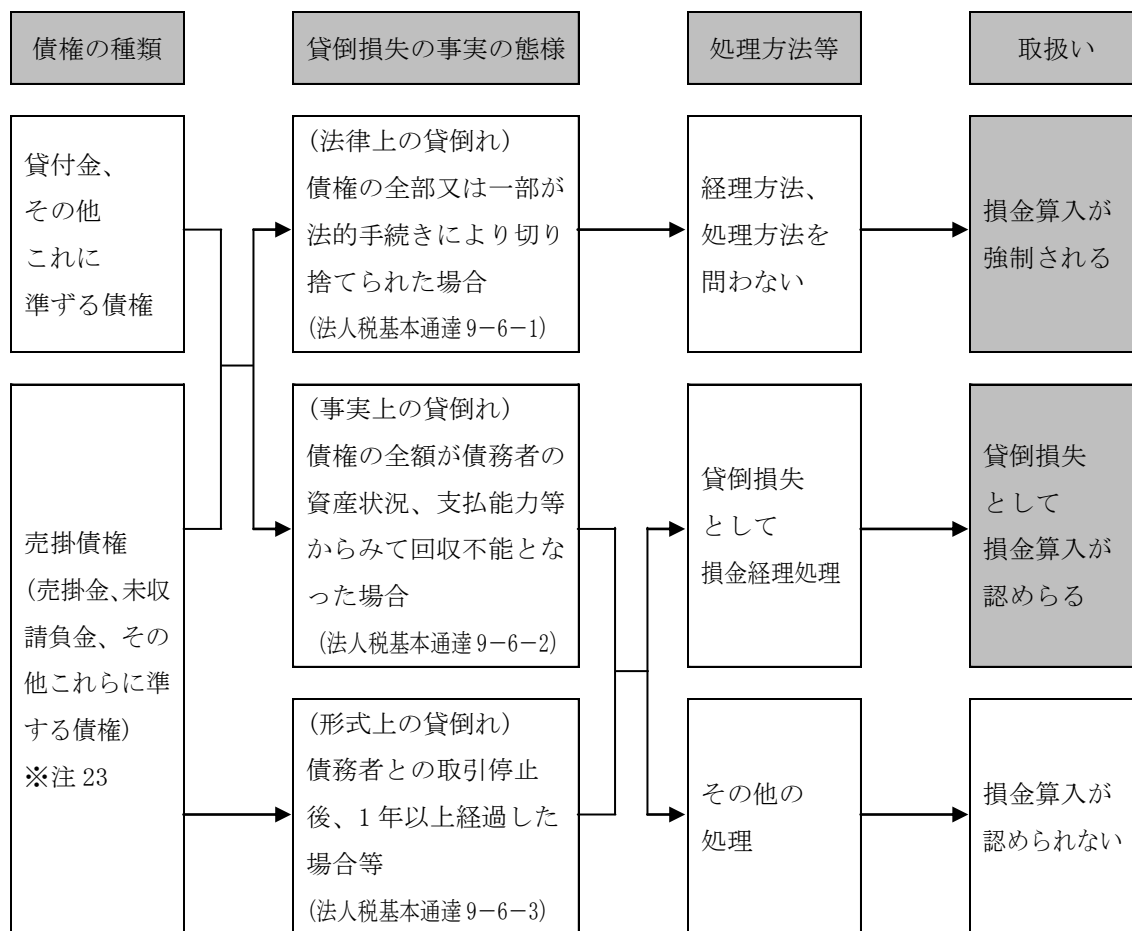 債権の種類
貸倒損失の事実の態様
処理方法等
取扱い
貸付金、
その他
これに
準ずる債権
(法律上の貸倒れ)
債権の全部又は一部が
法的手続きにより切り
捨てられた場合
(法人税基本通達9-6-1)
経理方法、
処理方法を
問わない
損金算入が
強制される
売掛債権
(売掛金、未収
請負金、その
他これらに準
する債権)
※注 23
(事実上の貸倒れ)
債権の全額が債務者の
資産状況、支払能力等
からみて回収不能とな
った場合
(法人税基本通達9-6-2)
貸倒損失
として
損金経理処理
貸倒損失
として
損金算入が
認めらる
(形式上の貸倒れ)
債務者との取引停止
後、1 年以上経過した
場合等
(法人税基本通達9-6-3)
その他の
処理
損金算入が
認められない